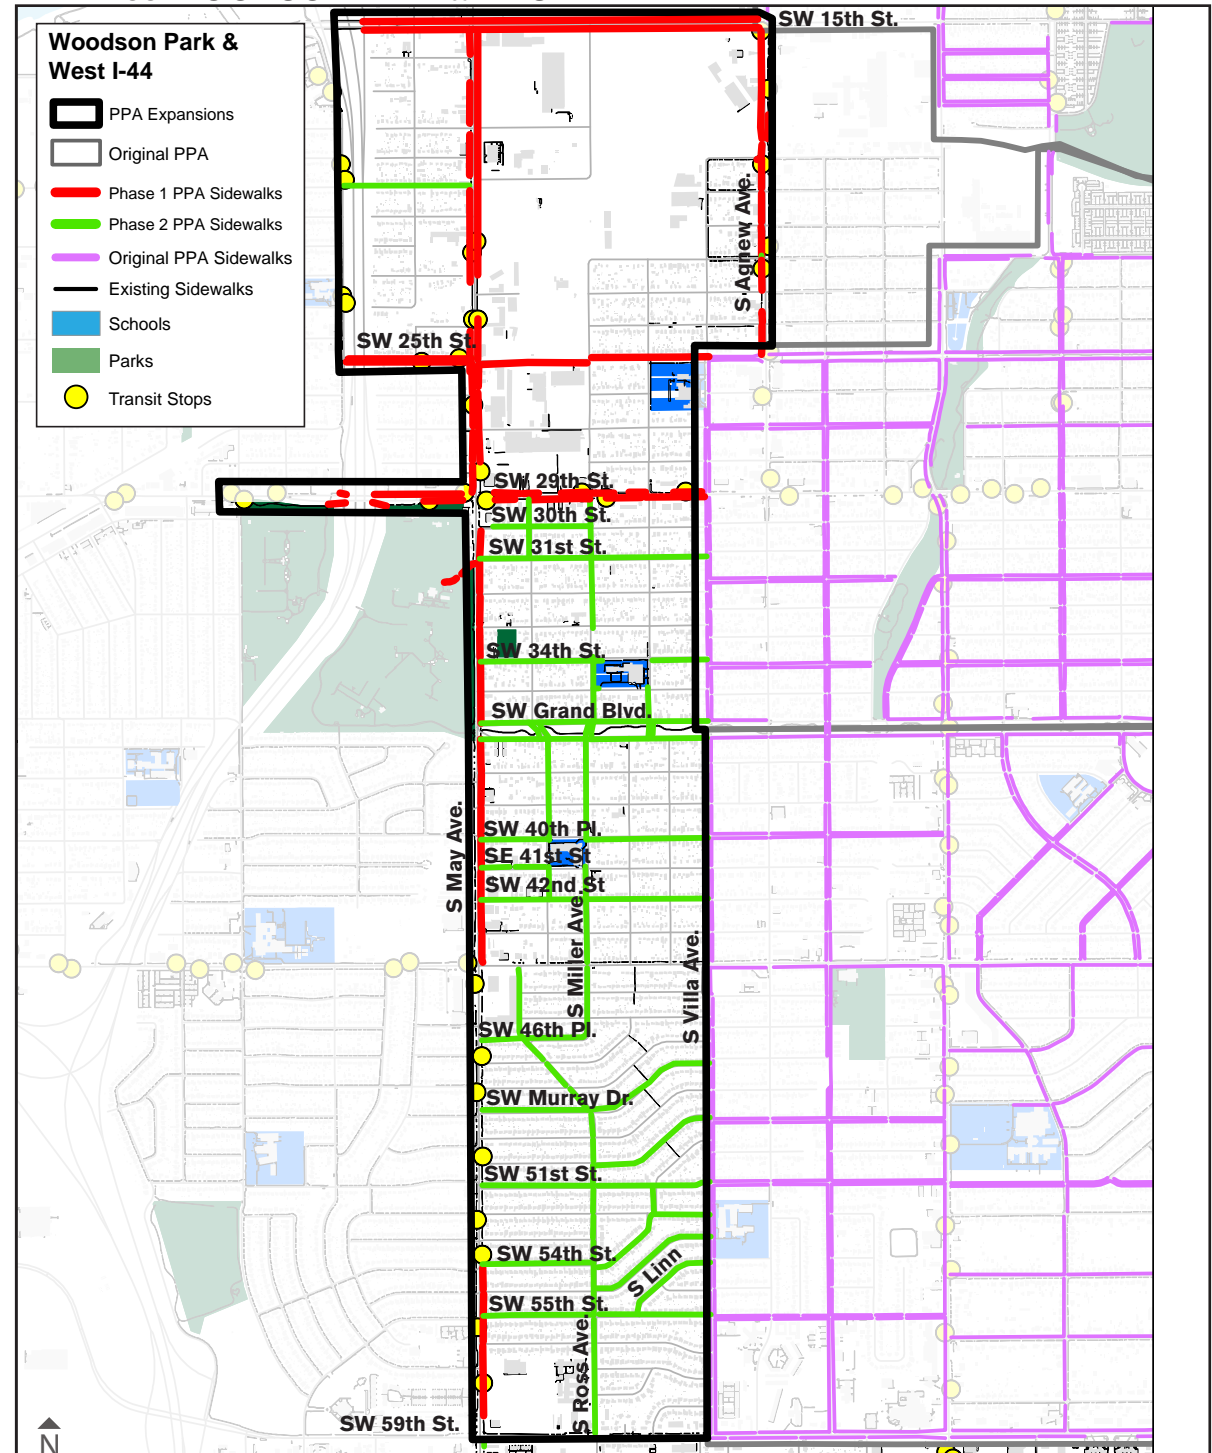 Woodson Park &
West I-44
PPA Expansions
Original PPA
Phase 1 PPA Sidewalks
Phase 2 PPA Sidewalks
Original PPA Sidewalks
Existing Sidewalks
Schools
Parks
Transit Stops
SW 15th St.
S Agnew Ave.
SW 25th St.
SW 29th St.
SW 30th St.
SW 31st St.
SW 34th St.
SW Grand Blvd.
S May Ave.
SW 40th Pl.
SE 41st St
SW 42nd St
S Miller Ave.
S Villa Ave.
SW 46th Pl.
SW Murray Dr.
SW 51st St.
SW 54th St.
S Linn
SW 55th St.
S Ross Ave.
SW 59th St.
N